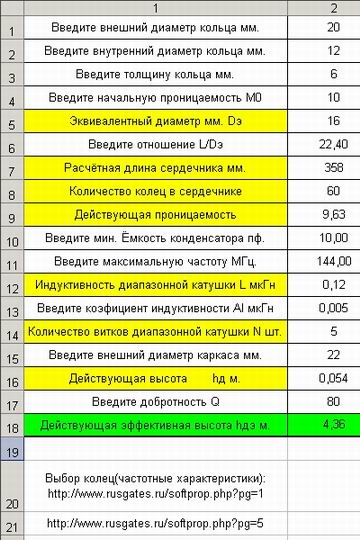 1 2
1 Введите внешний диаметр кольца мм. 20
2 Введите внутренний диаметр кольца мм. 12
3 Введите толщину кольца мм. 6
4 Введите начальную проницаемость М0 10
5 Эквивалентный диаметр мм. Dэ 16
6 Введите отношение L/Dэ 22,40
7 Расчётная длина сердечника мм. 358
8 Количество колец в сердечнике 60
9 Действующая проницаемость 9,63
10 Введите мин. Ёмкость конденсатора пф. 10,00
11 Введите максимальную частоту МГц. 144,00
12 Индуктивность диапазонной катушки L мкГн 0,12
13 Введите коэфициент индуктивности Al мкГн 0,005
14 Количество витков диапазонной катушки N шт. 5
15 Введите внешний диаметр каркаса мм. 22
16 Действующая высота hд м. 0,054
17 Введите добротность Q 80
18 Действующая эффективная высота hдэ м. 4,36
19
Выбор колец(частотные характеристики):
20 http://www.rusgates.ru/softprop.php?pg=1
21 http://www.rusgates.ru/softprop.php?pg=5